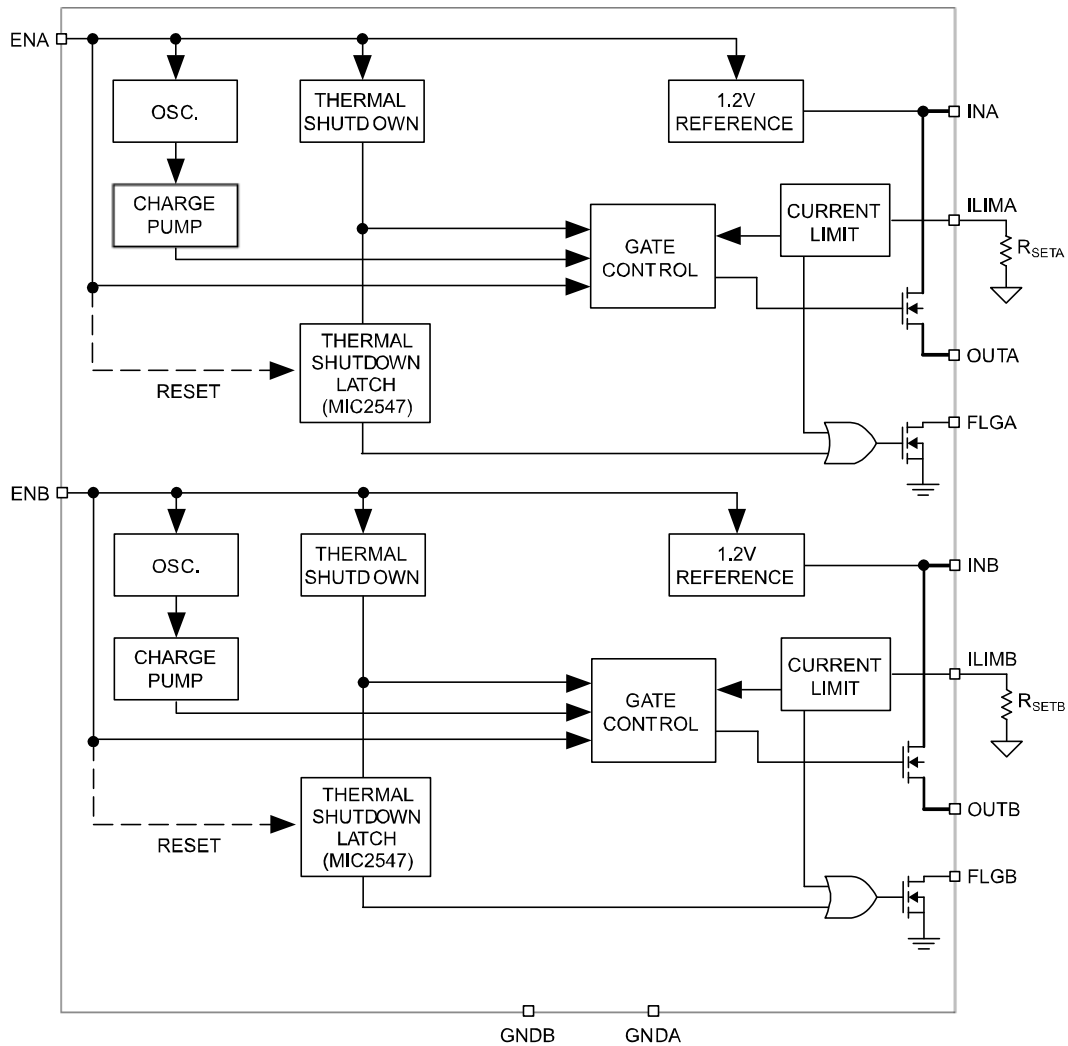 ENA
OSC.
THERMAL
SHUTDOWN
1.2V
REFERENCE
INA
CHARGE
PUMP
GATE
CONTROL
CURRENT
LIMIT
ILIMA
RSETA
THERMAL
SHUTDOWN
LATCH
(MIC2547)
RESET
OUTA
FLGA
ENB
OSC.
THERMAL
SHUTDOWN
1.2V
REFERENCE
INB
CHARGE
PUMP
GATE
CONTROL
CURRENT
LIMIT
ILIMB
RSETB
THERMAL
SHUTDOWN
LATCH
(MIC2547)
RESET
OUTB
FLGB
GNDB
GNDA